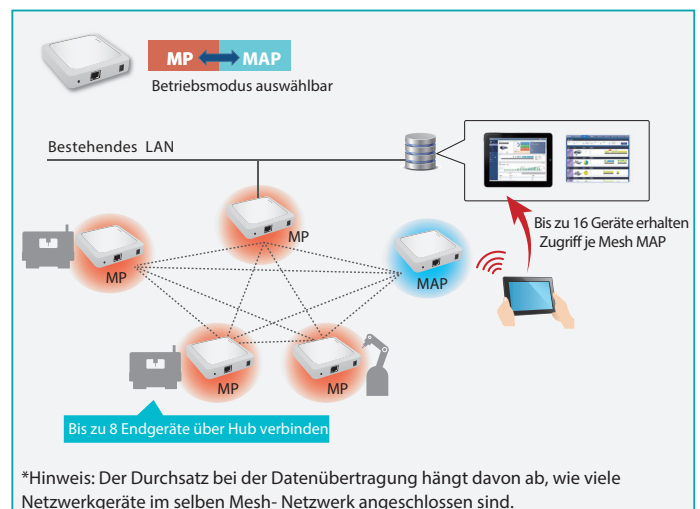 MP MAP
Betriebsmodus auswählbar
Bestehendes LAN
Bis zu 16 Geräte erhalten
Zugriff je Mesh MAP
MP
MP
MAP
MP
MP
Bis zu 8 Endgeräte über Hub verbinden
*Hinweis: Der Durchsatz bei der Datenübertragung hängt davon ab, wie viele
Netzwerkgeräte im selben Mesh- Netzwerk angeschlossen sind.